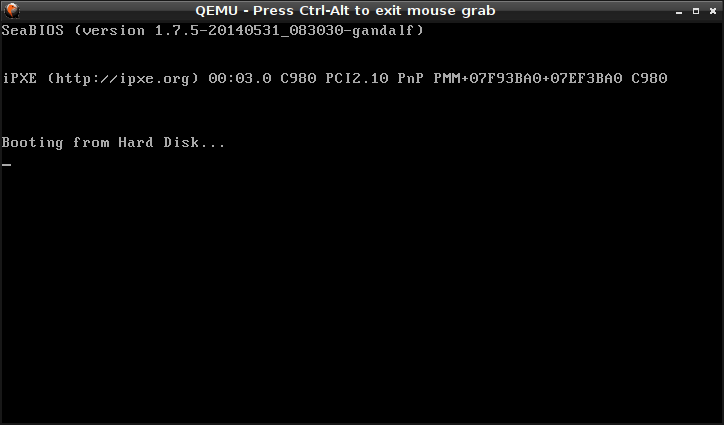 QEMU - Press Ctrl-Alt to exit mouse grab
SeaBIOS (version 1.7.5-20140531_083030-gandalf)
iPXE (http://ipxe.org) 00:03.0 C980 PCI2.10 PnP PMM+07F93BA0+07EF3BA0 C980
Booting from Hard Disk...
_